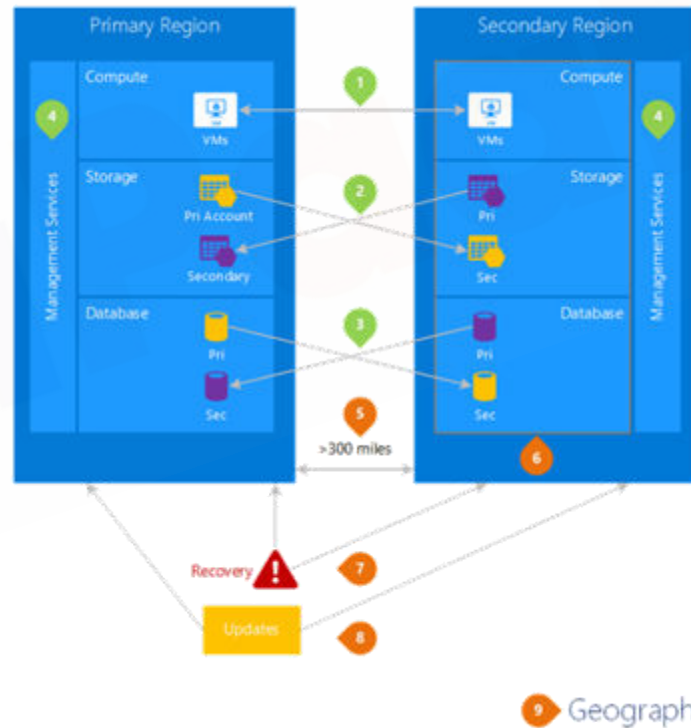 Primary Region
Secondary Region
Compute
Compute
1
4
4
VMs
VMs
Storage
Storage
2
Pri Account
Pri
Secondary
Sec
Management Services
Management Services
Database
Database
3
Pri
Pri
Sec
Sec
5
>300 miles
6
Recovery
7
Updates
8
9 Geograph